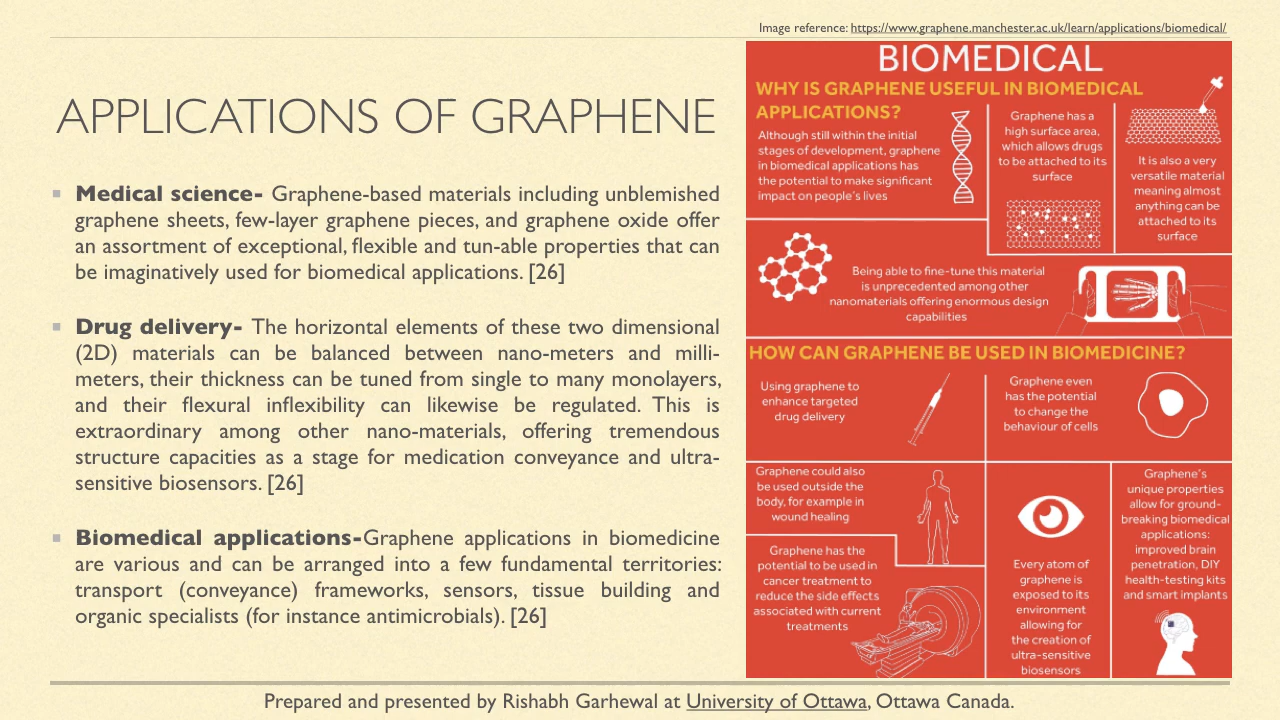 Image reference: https://www.graphene.manchester.ac.uk/learn/applications/biomedical/
APPLICATIONS OF GRAPHENE
Medical science- Graphene-based materials including unblemished
graphene sheets, few-layer graphene pieces, and graphene oxide offer
an assortment of exceptional, flexible and tun-able properties that can
be imaginatively used for biomedical applications. [26]
Drug delivery- The horizontal elements of these two dimensional
(2D) materials can be balanced between nano-meters and milli-
meters, their thickness can be tuned from single to many monolayers,
and their flexural inflexibility can likewise be regulated. This is
extraordinary among other nano-materials, offering tremendous
structure capacities as a stage for medication conveyance and ultra-
sensitive biosensors. [26]
Biomedical applications-Graphene applications in biomedicine
are various and can be arranged into a few fundamental territories:
transport (conveyance) frameworks, sensors, tissue building and
organic specialists (for instance antimicrobials). [26]
BIOMEDICAL
WHY IS GRAPHENE USEFUL IN BIOMEDICAL
APPLICATIONS?
Although still within the initial
stages of development, graphene
in biomedical applications has
the potential to make significant
impact on people's lives
Graphene has a
high surface area,
which allows drugs
to be attached to its
surface
It is also a very
versatile material
meaning almost
anything can be
attached to its
surface
Being able to fine-tune this material
is unprecedented among other
nanomaterials offering enormous design
capabilities
HOW CAN GRAPHENE BE USED IN BIOMEDICINE?
Using graphene to
enhance targeted
drug delivery
Graphene even
has the potential
to change the
behaviour of cells
Graphene could also
be used outside the
body, for example in
wound healing
Graphene has the
potential to be used in
cancer treatment to
reduce the side effects
associated with current
treatments
Every atom of
graphene is
exposed to its
environment
allowing for
the creation of
ultra-sensitive
biosensors
Graphene's
unique properties
allow for ground-
breaking biomedical
applications:
improved brain
penetration, DIY
health-testing kits
and smart implants
Prepared and presented by Rishabh Garhewal at University of Ottawa, Ottawa Canada.